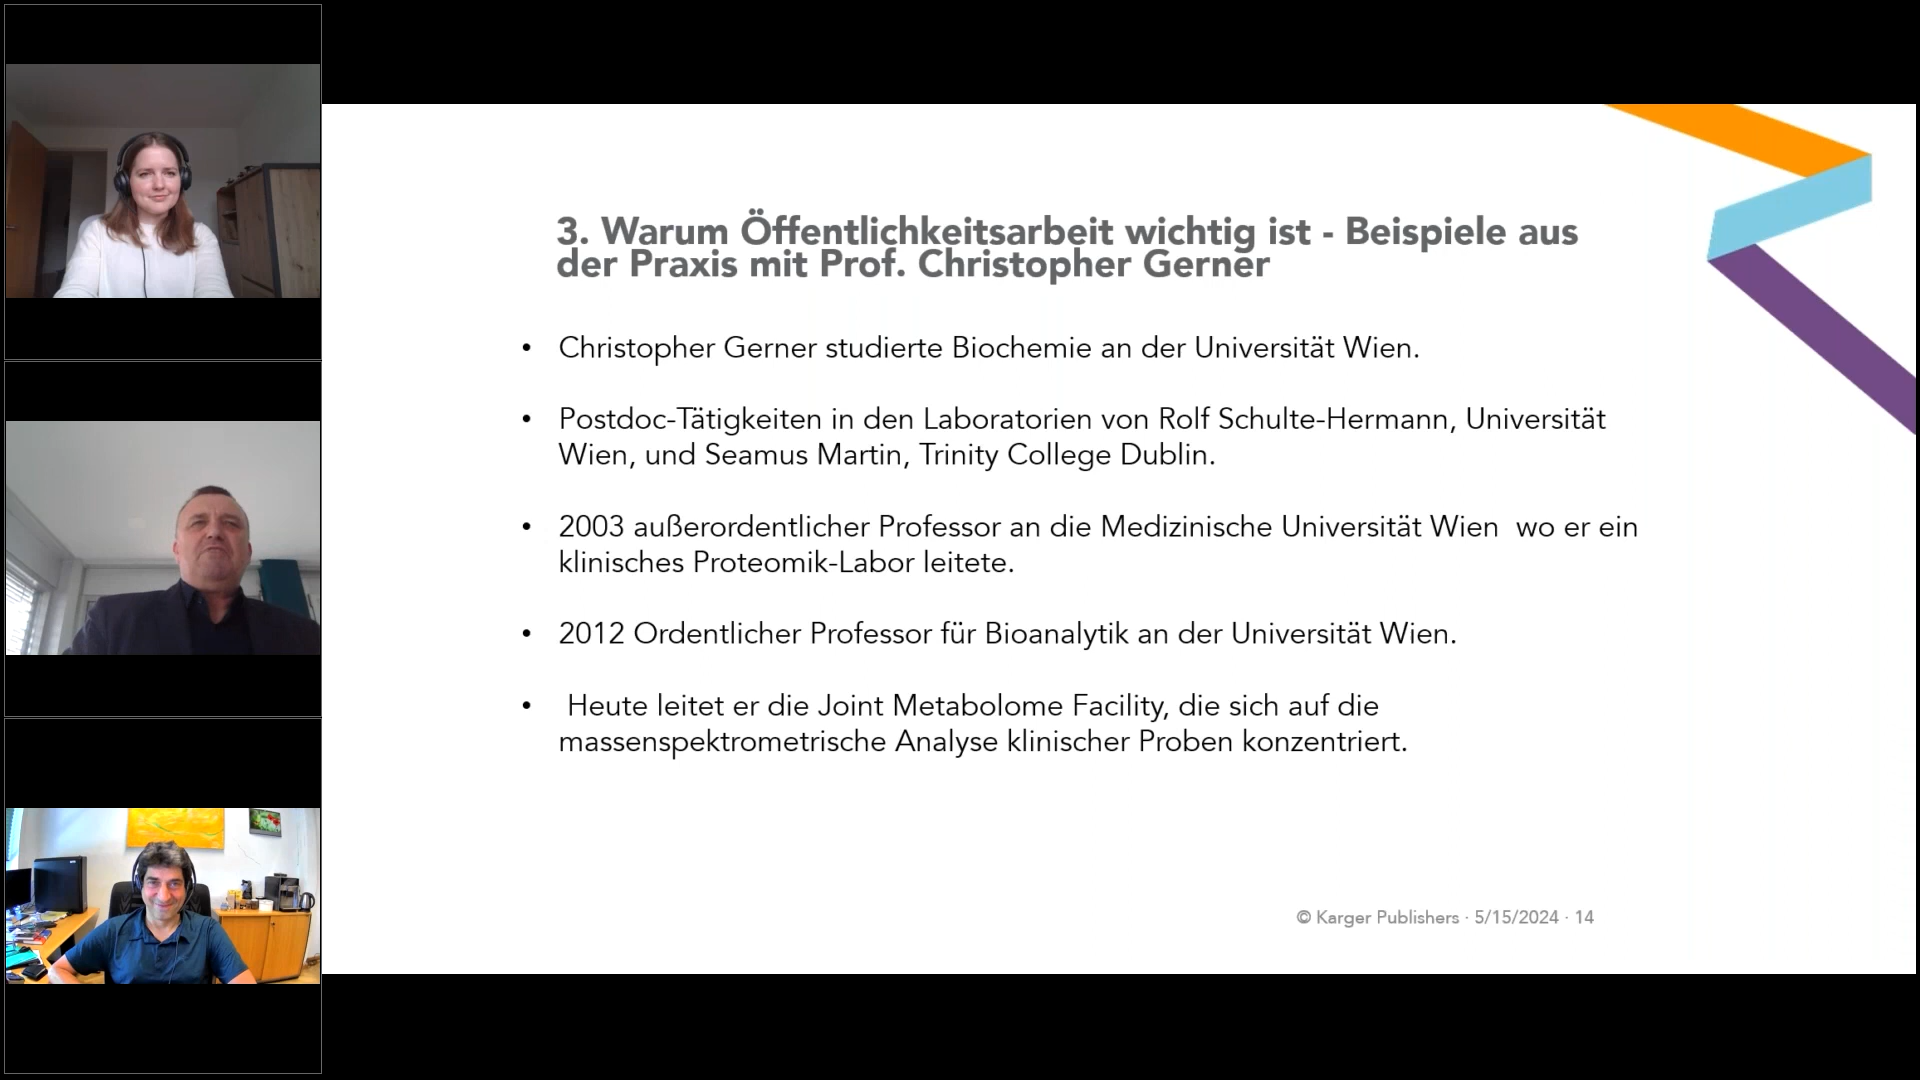 3. Warum Öffentlichkeitsarbeit wichtig ist - Beispiele aus
der Praxis mit Prof. Christopher Gerner
• Christopher Gerner studierte Biochemie an der Universität Wien.
• Postdoc-Tätigkeiten in den Laboratorien von Rolf Schulte-Hermann, Universität
Wien, und Seamus Martin, Trinity College Dublin.
• 2003 außerordentlicher Professor an die Medizinische Universität Wien  wo er ein
klinisches Proteomik-Labor leitete.
• 2012 Ordentlicher Professor für Bioanalytik an der Universität Wien.
• Heute leitet er die Joint Metabolome Facility, die sich auf die
massenspektrometrische Analyse klinischer Proben konzentriert.
© Karger Publishers · 5/15/2024 · 14